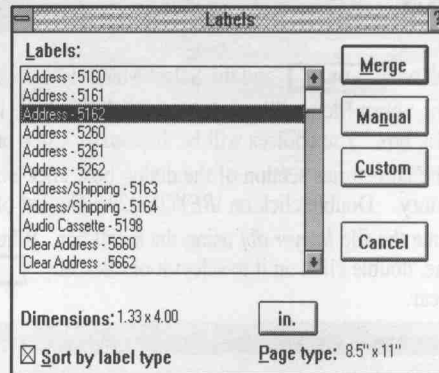 Labels
?
Labels:
Address - 5160
Address - 5161
Address - 5162
Address - 5260
Address - 5261
Address - 5262
Address/Shipping - 5163
Address/Shipping - 5164
Audio Cassette - 5198
Clear Address - 5660
Clear Address - 5662
Merge
Manual
Custom
Cancel
Dimensions: 1.33 x 4.00
in.
Sort by label type
Page type: 8.5" x 11"